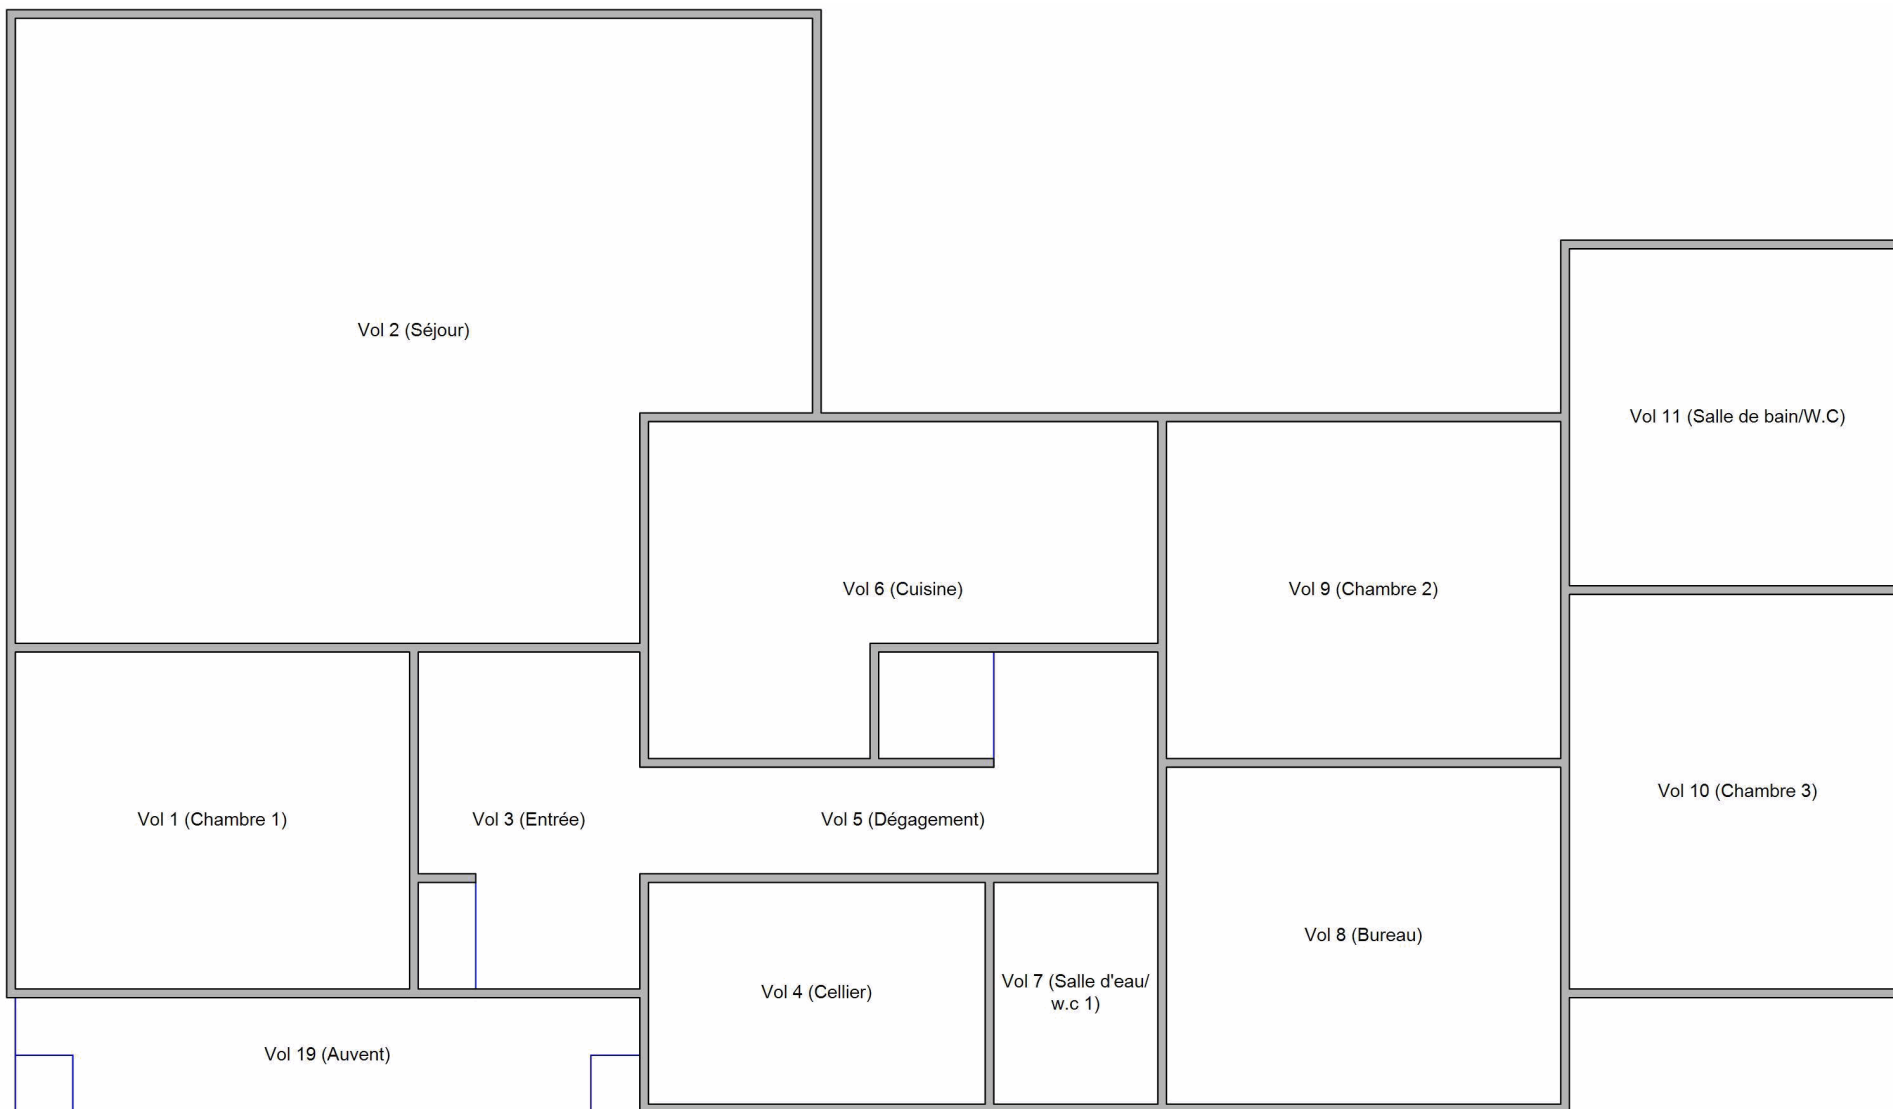 Vol 2 (Séjour)
Vol 11 (Salle de bain/W.C)
Vol 6 (Cuisine)
Vol 9 (Chambre 2)
Vol 10 (Chambre 3)
Vol 1 (Chambre 1)
Vol 3 (Entrée)
Vol 5 (Dégagement)
Vol 8 (Bureau)
Vol 4 (Cellier)
Vol 7 (Salle d'eau/
w.c 1)
Vol 19 (Auvent)